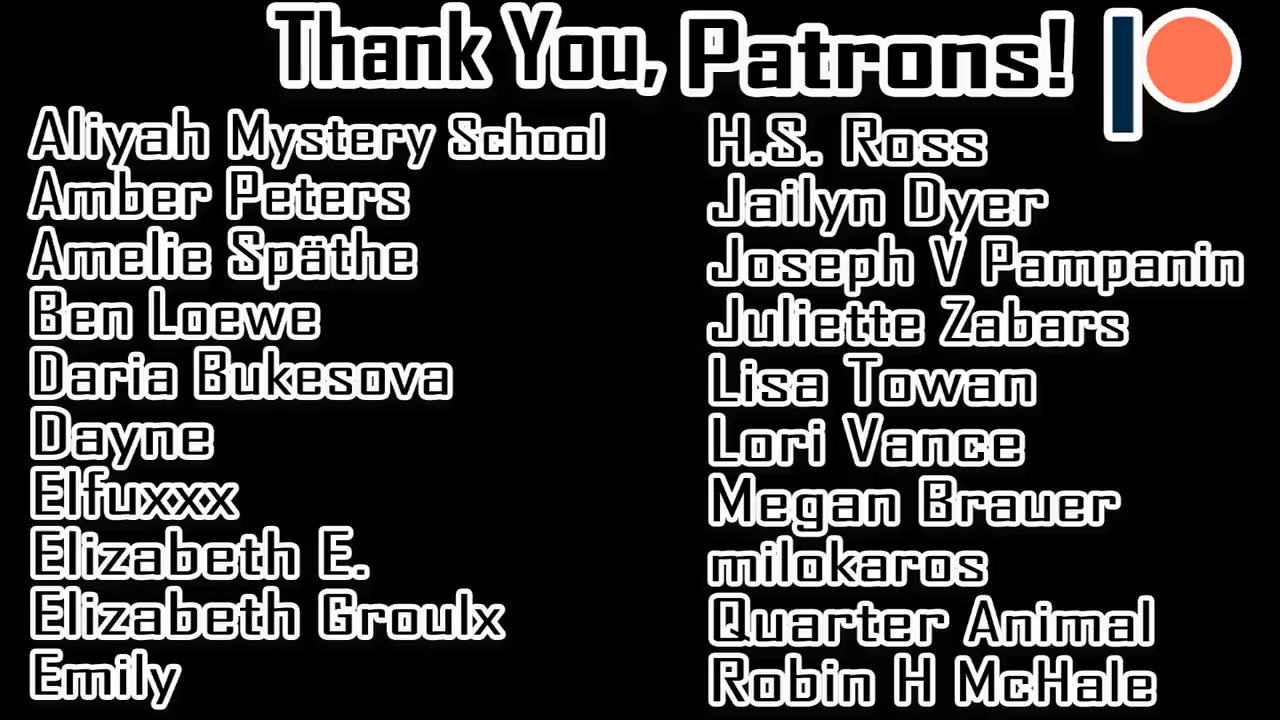 Thank You, Patrons!
Aliyah Mystery School
Amber Peters
Amelie Späthe
Ben Loewe
Daria Bukesova
Dayne
Elfuxxx
Elizabeth E.
Elizabeth Groulx
Emily
H.S. Ross
Jailyn Dyer
Joseph V Pampanin
Juliette Zabars
Lisa Towan
Lori Vance
Megan Brauer
milokaros
Quarter Animal
Robin H McHale